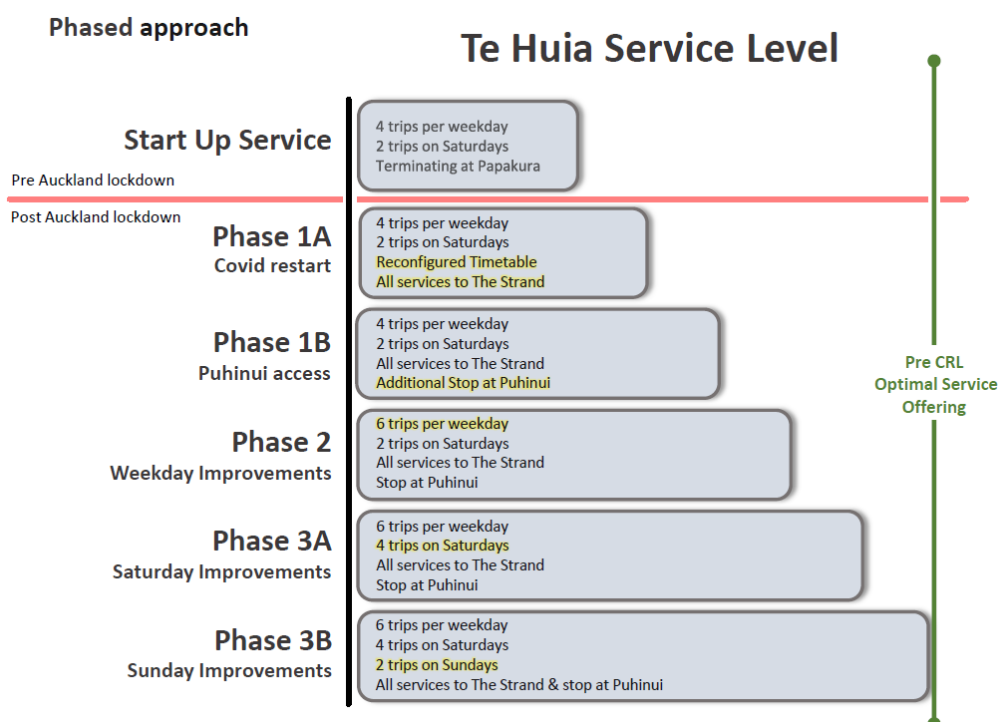 Phased approach
Te Huia Service Level
Start Up Service
4 trips per weekday
2 trips on Saturdays
Terminating at Papakura
Pre Auckland lockdown
Post Auckland lockdown
Phase 1A
Covid restart
4 trips per weekday
2 trips on Saturdays
Reconfigured Timetable
All services to The Strand
Phase 1B
Puhinui access
4 trips per weekday
2 trips on Saturdays
All services to The Strand
Additional Stop at Puhinui
Phase 2
Weekday Improvements
6 trips per weekday
2 trips on Saturdays
All services to The Strand
Stop at Puhinui
Phase 3A
Saturday Improvements
6 trips per weekday
4 trips on Saturdays
All services to The Strand
Stop at Puhinui
Phase 3B
Sunday Improvements
6 trips per weekday
4 trips on Saturdays
2 trips on Sundays
All services to The Strand & stop at Puhinui
Pre CRL
Optimal Service
Offering